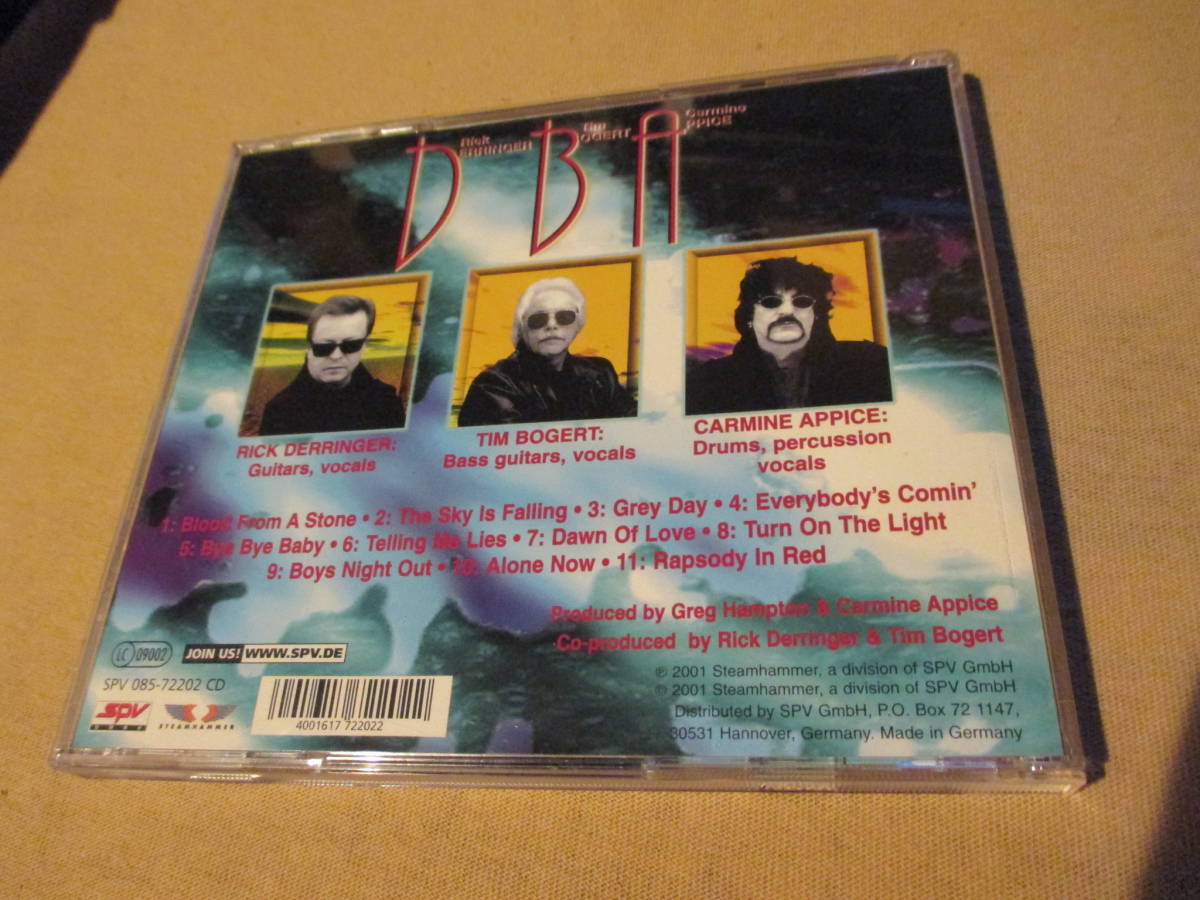 Rick Tim Carmine
DERRINGER BOGERT APPICE
RICK DERRINGER:
Guitars, vocals
TIM BOGERT:
Bass guitars, vocals
CARMINE APPICE:
Drums, percussion
vocals
1: Blood From A Stone • 2: The Sky Is Falling • 3: Grey Day • 4: Everybody's Comin'
5: Bye Bye Baby • 6: Telling Me Lies • 7: Dawn Of Love • 8: Turn On The Light
9: Boys Night Out • 10: Alone Now • 11: Rapsody In Red
Produced by Greg Hampton & Carmine Appice
Co-produced by Rick Derringer & Tim Bogert
℗ 2001 Steamhammer, a division of SPV GmbH
© 2001 Steamhammer, a division of SPV GmbH
Distributed by SPV GmbH, P.O. Box 72 1147,
30531 Hannover, Germany. Made in Germany
LC 09002 JOIN US! WWW.SPV.DE
SPV 085-72202 CD
SPV
STEAMHAMMER
4001617 722022